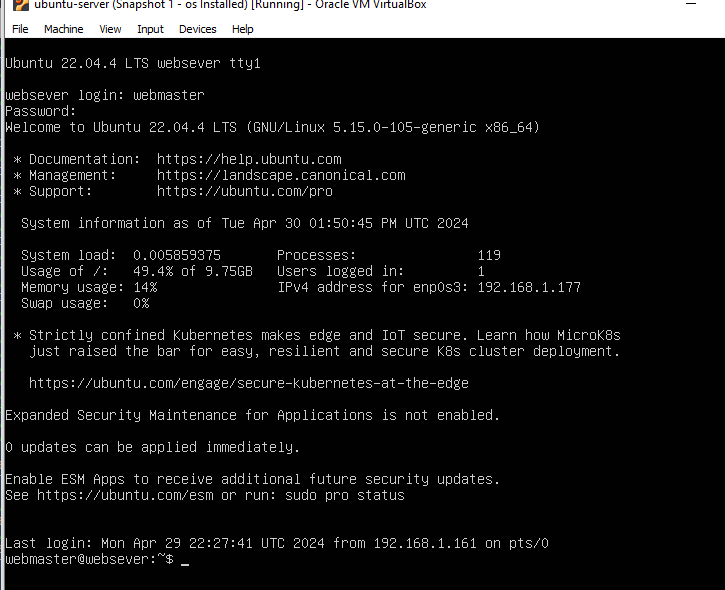 ubuntu-server (Snapshot 1 - os Installed) [Running] - Oracle VM VirtualBox
File Machine View Input Devices Help
Ubuntu 22.04.4 LTS websever tty1
websever login: webmaster
Password:
Welcome to Ubuntu 22.04.4 LTS (GNU/Linux 5.15.0-105-generic x86_64)
* Documentation: https://help.ubuntu.com
* Management: https://landscape.canonical.com
* Support: https://ubuntu.com/pro
System information as of Tue Apr 30 01:50:45 PM UTC 2024
System load: 0.005859375 Processes: 119
Usage of /: 49.4% of 9.75GB Users logged in: 1
Memory usage: 14% IPv4 address for enp0s3: 192.168.1.177
Swap usage: 0%
* Strictly confined Kubernetes makes edge and IoT secure. Learn how MicroK8s
just raised the bar for easy, resilient and secure K8s cluster deployment.
https://ubuntu.com/engage/secure-kubernetes-at-the-edge
Expanded Security Maintenance for Applications is not enabled.
0 updates can be applied immediately.
Enable ESM Apps to receive additional future security updates.
See https://ubuntu.com/esm or run: sudo pro status
Last login: Mon Apr 29 22:27:41 UTC 2024 from 192.168.1.161 on pts/0
webmaster@websever:~$ _